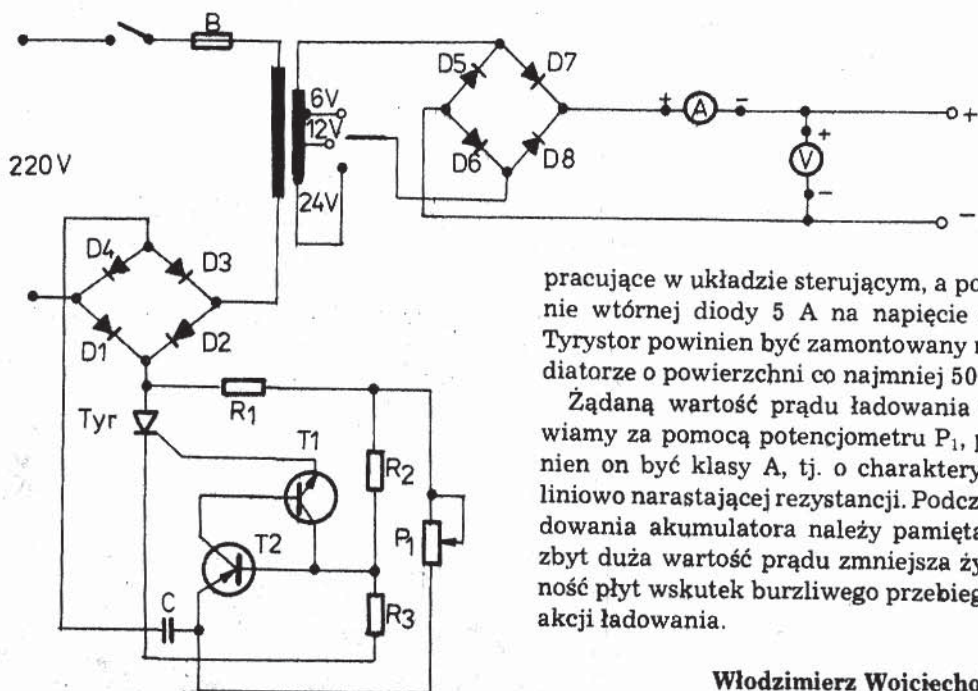 B
220 V
6V
12V
24V
D5
D7
D6
D8
+ A -
+
+
V
-
-
D4
D3
D1
D2
Tyr
R1
T1
R2
T2
P1
C
R3
pracujące w układzie sterującym, a po
nie wtórnej diody 5 A na napięcie
Tyrystor powinien być zamontowany
diatorze o powierzchni co najmniej 50
Żądaną wartość prądu ładowania
wiamy za pomocą potencjometru P₁, p
nien on być klasy A, tj. o charaktery
liniowo narastającej rezystancji. Podcz
dowania akumulatora należy pamięta
zbyt duża wartość prądu zmniejsza ży
ność płyt wskutek burzliwego przebieg
akcji ładowania.
Włodzimierz Wojciecho